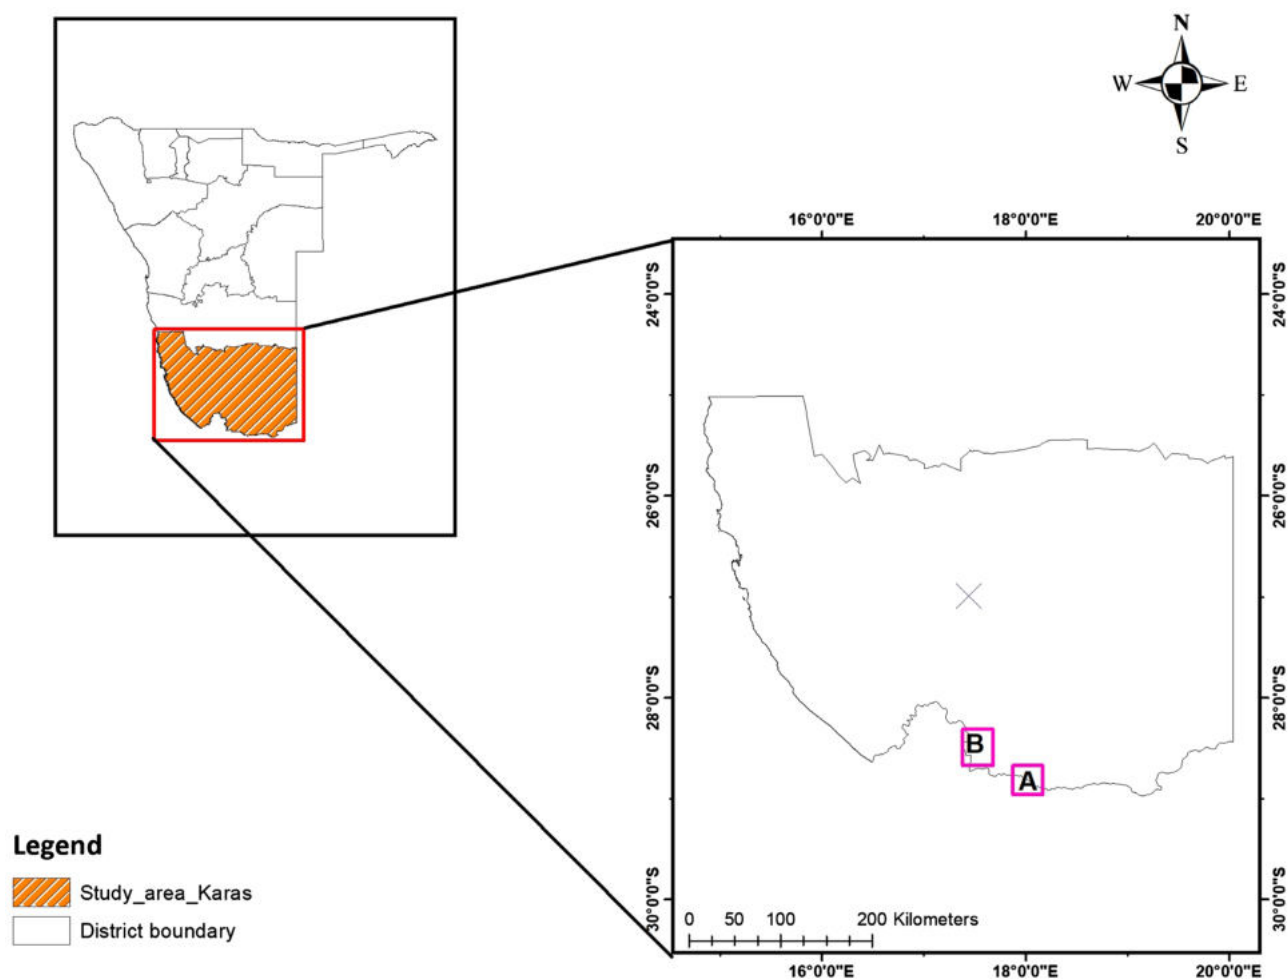 N
W E
S
16°0'0"E 18°0'0"E 20°0'0"E
24°0'0"S 24°0'0"S
26°0'0"S 26°0'0"S
28°0'0"S 28°0'0"S
B
A
30°0'0"S 30°0'0"S
Legend
Study_area_Karas
District boundary
0 50 100 200 Kilometers
16°0'0"E 18°0'0"E 20°0'0"E